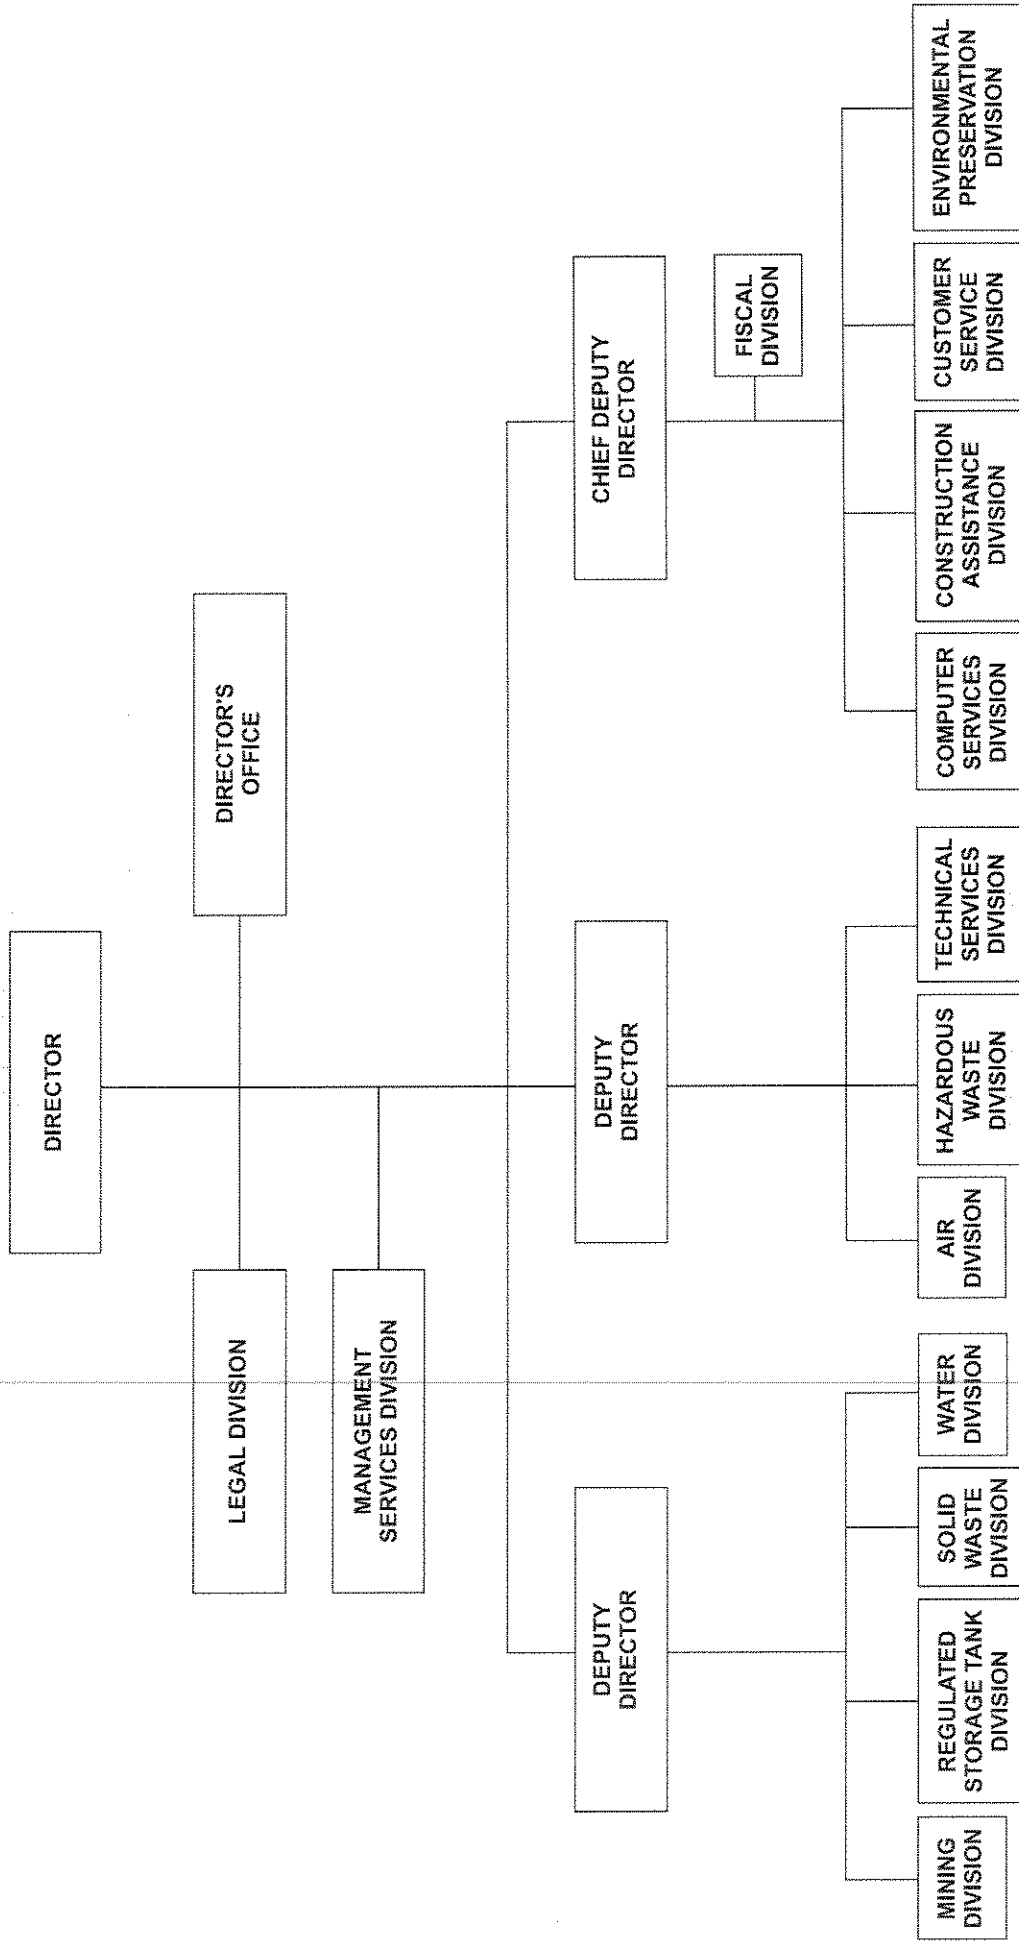 DIRECTOR
LEGAL DIVISION
DIRECTOR'S
OFFICE
MANAGEMENT
SERVICES DIVISION
DEPUTY
DIRECTOR
DEPUTY
DIRECTOR
CHIEF DEPUTY
DIRECTOR
FISCAL
DIVISION
MINING
DIVISION
REGULATED
STORAGE TANK
DIVISION
SOLID
WASTE
DIVISION
WATER
DIVISION
AIR
DIVISION
HAZARDOUS
WASTE
DIVISION
TECHNICAL
SERVICES
DIVISION
COMPUTER
SERVICES
DIVISION
CONSTRUCTION
ASSISTANCE
DIVISION
CUSTOMER
SERVICE
DIVISION
ENVIRONMENTAL
PRESERVATION
DIVISION